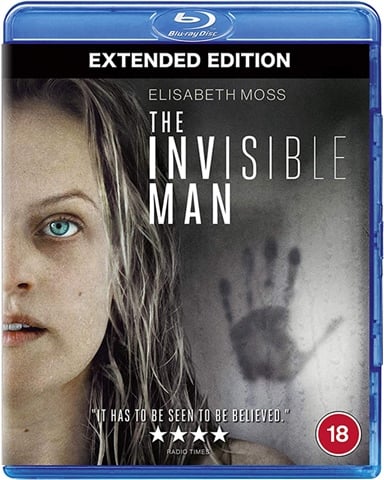 Blu-ray Disc
EXTENDED EDITION
ELISABETH MOSS
THE
INVISIBLE
MAN
"IT HAS TO BE SEEN TO BE BELIEVED."
★★★★
RADIO TIMES
18